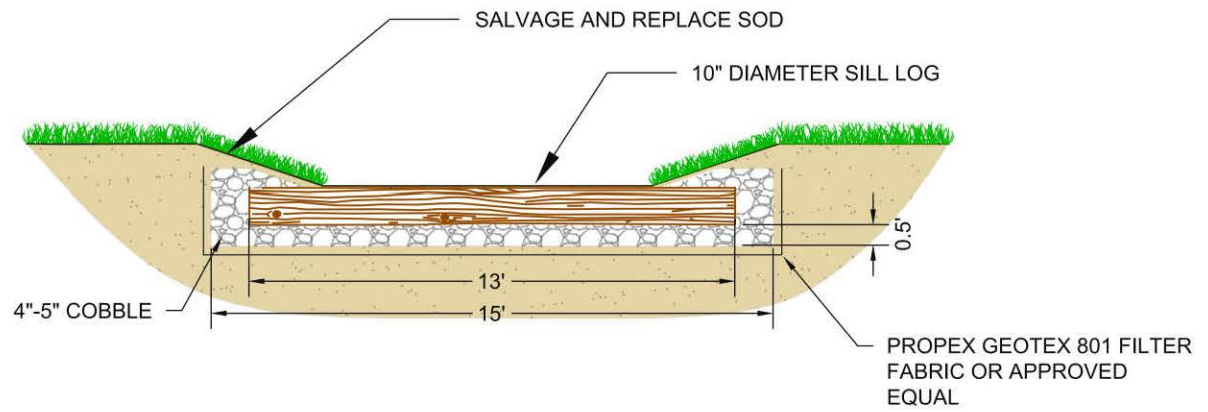 SALVAGE AND REPLACE SOD
10" DIAMETER SILL LOG
0.5'
13'
4"-5" COBBLE
15'
PROPEX GEOTEX 801 FILTER
FABRIC OR APPROVED
EQUAL